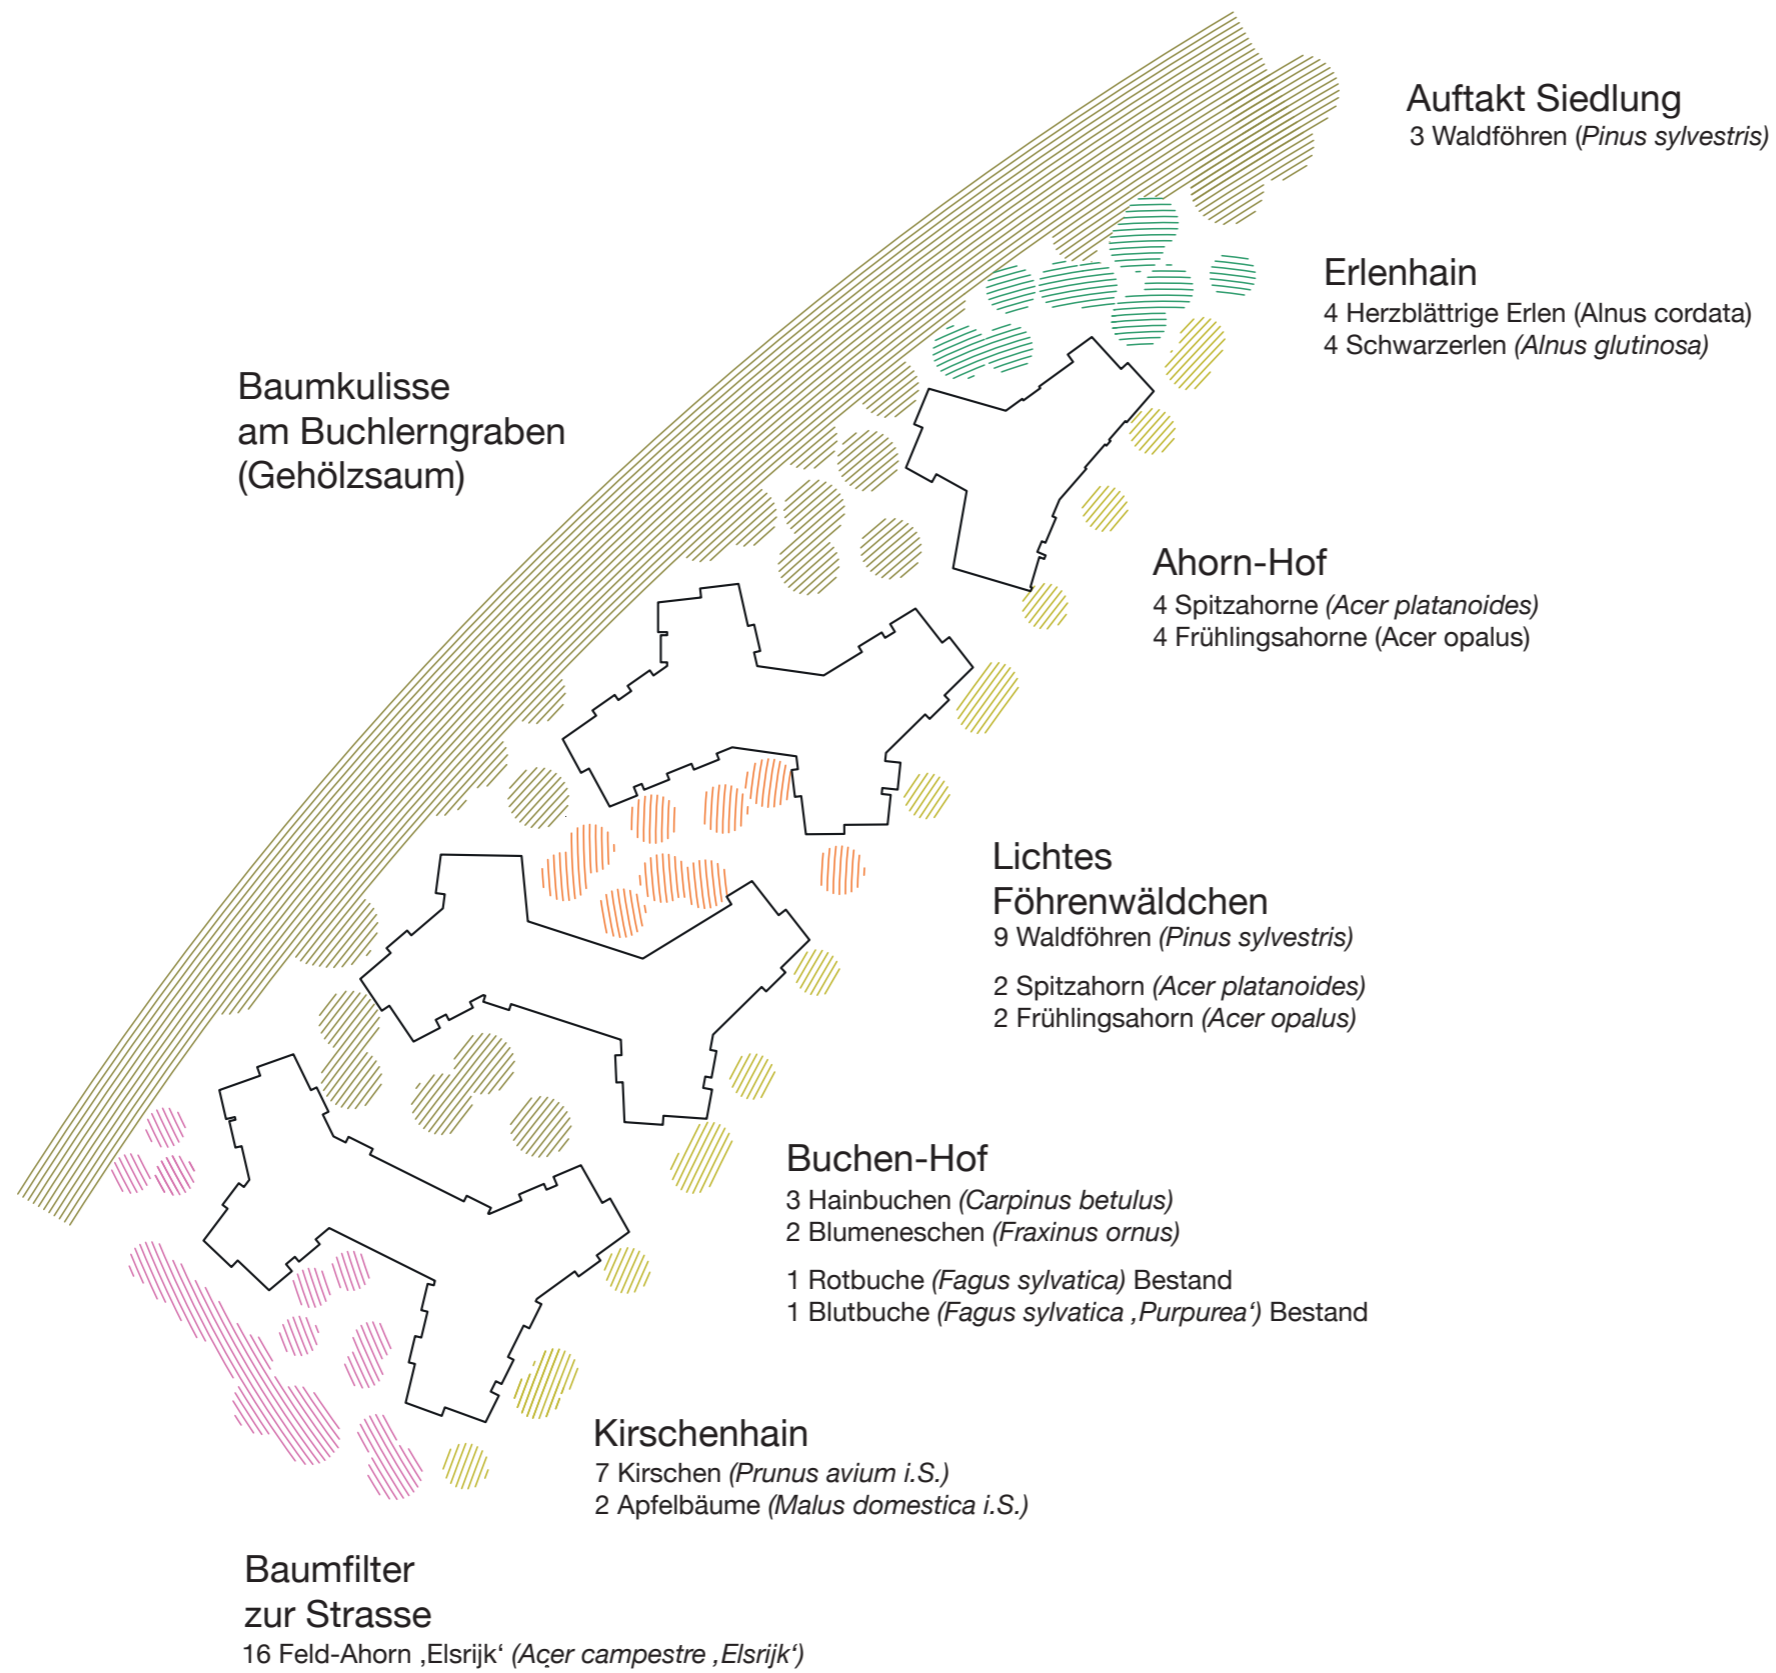 Auftakt Siedlung
3 Waldföhren (Pinus sylvestris)
Erlenhain
4 Herzblättrige Erlen (Alnus cordata)
4 Schwarzerlen (Alnus glutinosa)
Baumkulisse
am Buchlerngraben
(Gehölzsaum)
Ahorn-Hof
4 Spitzahorne (Acer platanoides)
4 Frühlingsahorne (Acer opalus)
Lichtes
Föhrenwäldchen
9 Waldföhren (Pinus sylvestris)
2 Spitzahorn (Acer platanoides)
2 Frühlingsahorn (Acer opalus)
Buchen-Hof
3 Hainbuchen (Carpinus betulus)
2 Blumeneschen (Fraxinus ornus)
1 Rotbuche (Fagus sylvatica) Bestand
1 Blutbuche (Fagus sylvatica ‚Purpurea‘) Bestand
Kirschenhain
7 Kirschen (Prunus avium i.S.)
2 Apfelbäume (Malus domestica i.S.)
Baumfilter
zur Strasse
16 Feld-Ahorn ‚Elsrijk‘ (Acer campestre ‚Elsrijk‘)